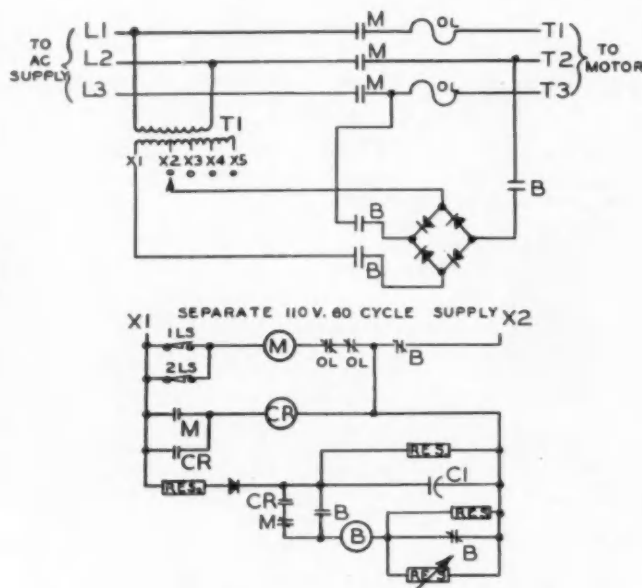 L1 M OL T1
TO AC SUPPLY L2 M T2 TO MOTOR
L3 M OL T3
T1
X1 X2 X3 X4 X5
B
B
B
SEPARATE 110 V. 60 CYCLE SUPPLY
X1 X2
1LS M OL OL B
2LS
M CR
CR RES.
RES. C1
CR B RES.
M B B
RES.